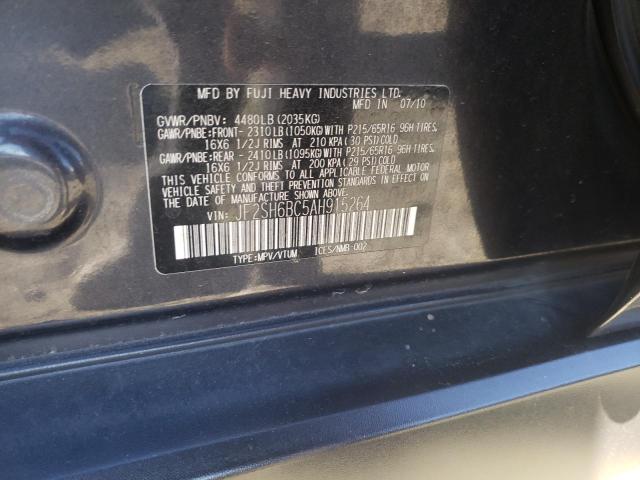 MFD BY FUJI HEAVY INDUSTRIES LTD.
MFD IN 07/10
GVWR/PNBV: 4480LB(2035KG)
GAWR/PNBE:FRONT- 2310LB(1050KG)WITH P215/65R16 96H TIRES,
16X6 1/2J RIMS AT 210 KPA(30 PSI)COLD
GAWR/PNBE:REAR - 2410LB(1095KG)WITH P215/65R16 96H TIRES,
16X6 1/2J RIMS AT 200 KPA(29 PSI)COLD
THIS VEHICLE CONFORMS TO ALL APPLICABLE FEDERAL MOTOR
VEHICLE SAFETY AND THEFT PREVENTION STANDARDS IN EFFECT
ON THE DATE OF MANUFACTURE SHOWN ABOVE.
VIN: JF2SH6BC5AH915264
TYPE:MPV/VTUM ICES/NMB-002